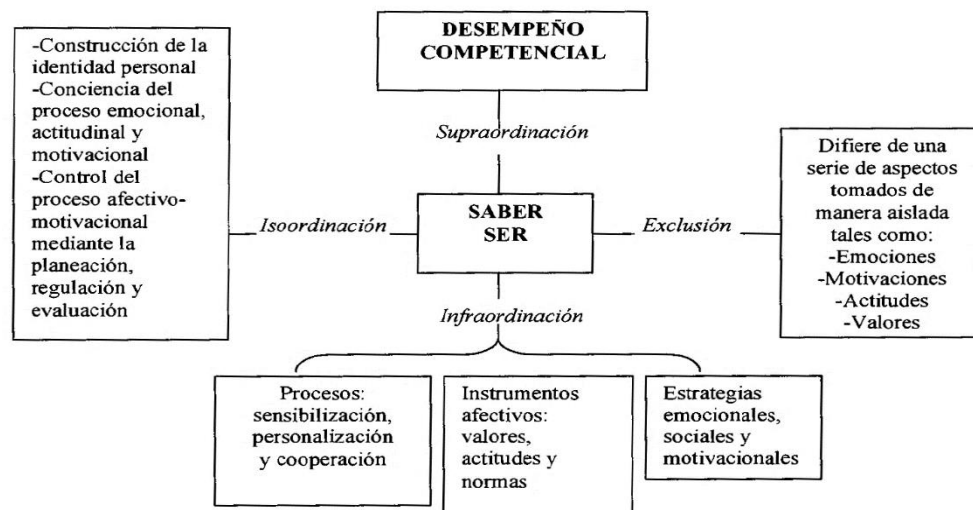 DESEMPEÑO
COMPETENCIAL
Supraordinación
-Construcción de la
identidad personal
-Conciencia del
proceso emocional,
actitudinal y
motivacional
-Control del
proceso afectivo-
motivacional
mediante la
planeación,
regulación y
evaluación
Isoordinación
SABER
SER
Exclusión
Difiere de una
serie de aspectos
tomados de
manera aislada
tales como:
-Emociones
-Motivaciones
-Actitudes
-Valores
Infraordinación
Procesos:
sensibilización,
personalización
y cooperación
Instrumentos
afectivos:
valores,
actitudes y
normas
Estrategias
emocionales,
sociales y
motivacionales